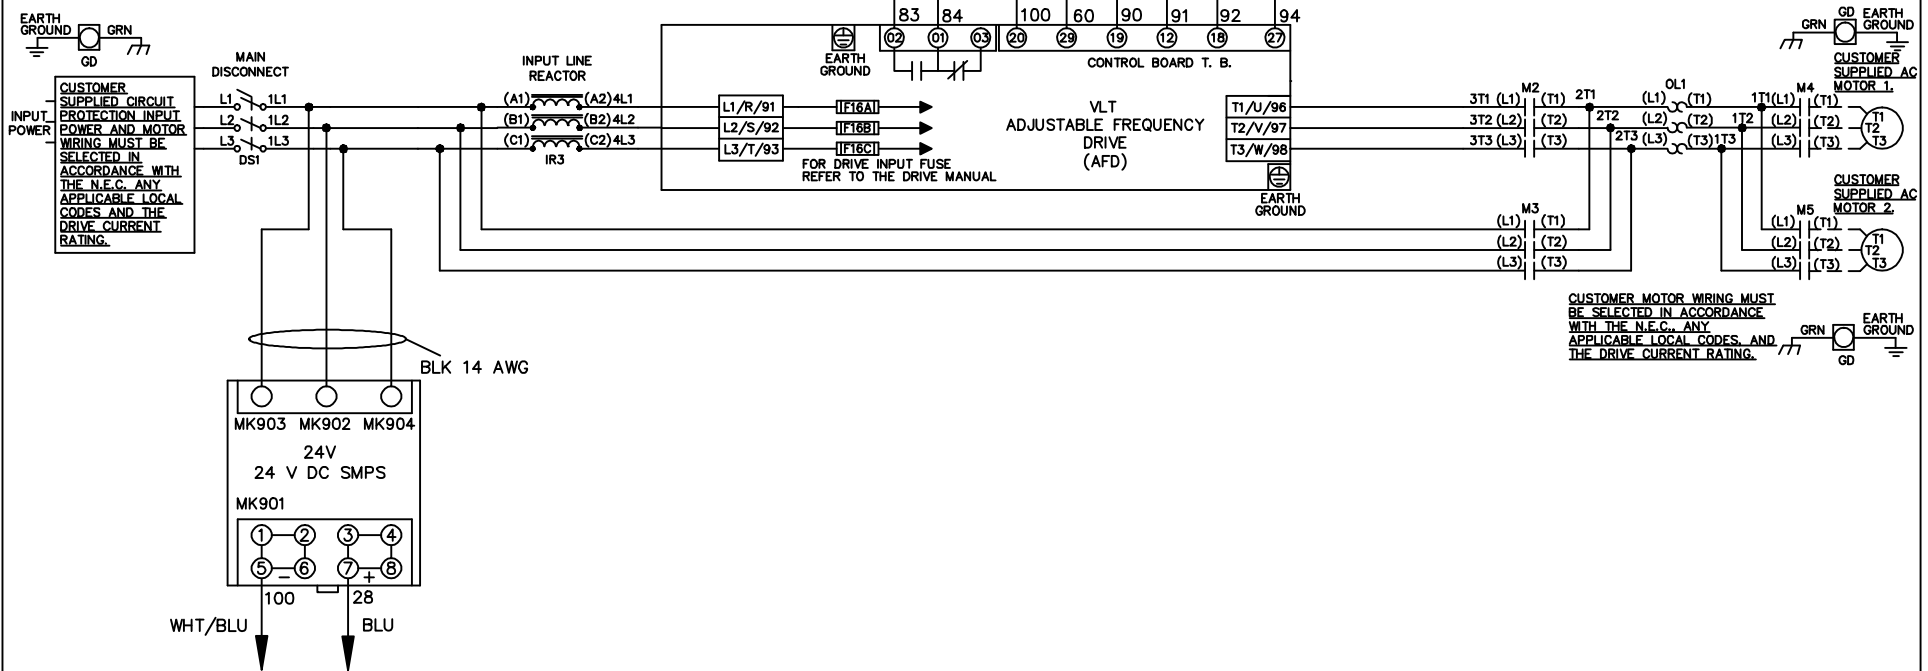 EARTH
GROUND
GRN
GD
83
84
100
60
90
91
92
94
02
01
03
20
29
19
12
18
27
EARTH
GROUND
CONTROL BOARD T. B.
GD
EARTH
GROUND
GRN
INPUT
POWER
CUSTOMER
SUPPLIED CIRCUIT
PROTECTION INPUT
POWER AND MOTOR
WIRING MUST BE
SELECTED IN
ACCORDANCE WITH
THE N.E.C. ANY
APPLICABLE LOCAL
CODES AND THE
DRIVE CURRENT
RATING.
MAIN
DISCONNECT
L1 1L1
L2 1L2
L3 1L3
DS1
INPUT LINE
REACTOR
(A1) (A2) 4L1
(B1) (B2) 4L2
(C1) (C2) 4L3
IR3
L1/R/91
L2/S/92
L3/T/93
IF16A
IF16B
IF16C
FOR DRIVE INPUT FUSE
REFER TO THE DRIVE MANUAL
VLT
ADJUSTABLE FREQUENCY
DRIVE
(AFD)
T1/U/96
T2/V/97
T3/W/98
EARTH
GROUND
M2
3T1 (L1) (T1) 2T1
3T2 (L2) (T2) 2T2
3T3 (L3) (T3) 2T3
OL1
(L1) (T1) 1T1
(L2) (T2) 1T2
(L3) (T3) 1T3
M4
(L1) (T1)
(L2) (T2)
(L3) (T3)
CUSTOMER
SUPPLIED AC
MOTOR 1.
T1
T2
T3
M3
(L1) (T1)
(L2) (T2)
(L3) (T3)
M5
(L1) (T1)
(L2) (T2)
(L3) (T3)
CUSTOMER
SUPPLIED AC
MOTOR 2.
T1
T2
T3
CUSTOMER MOTOR WIRING MUST
BE SELECTED IN ACCORDANCE
WITH THE N.E.C., ANY
APPLICABLE LOCAL CODES, AND
THE DRIVE CURRENT RATING.
GRN
EARTH
GROUND
GD
BLK 14 AWG
MK903 MK902 MK904
24V
24 V DC SMPS
MK901
1 2 3 4
5 6 7 8
- +
100 28
WHT/BLU BLU